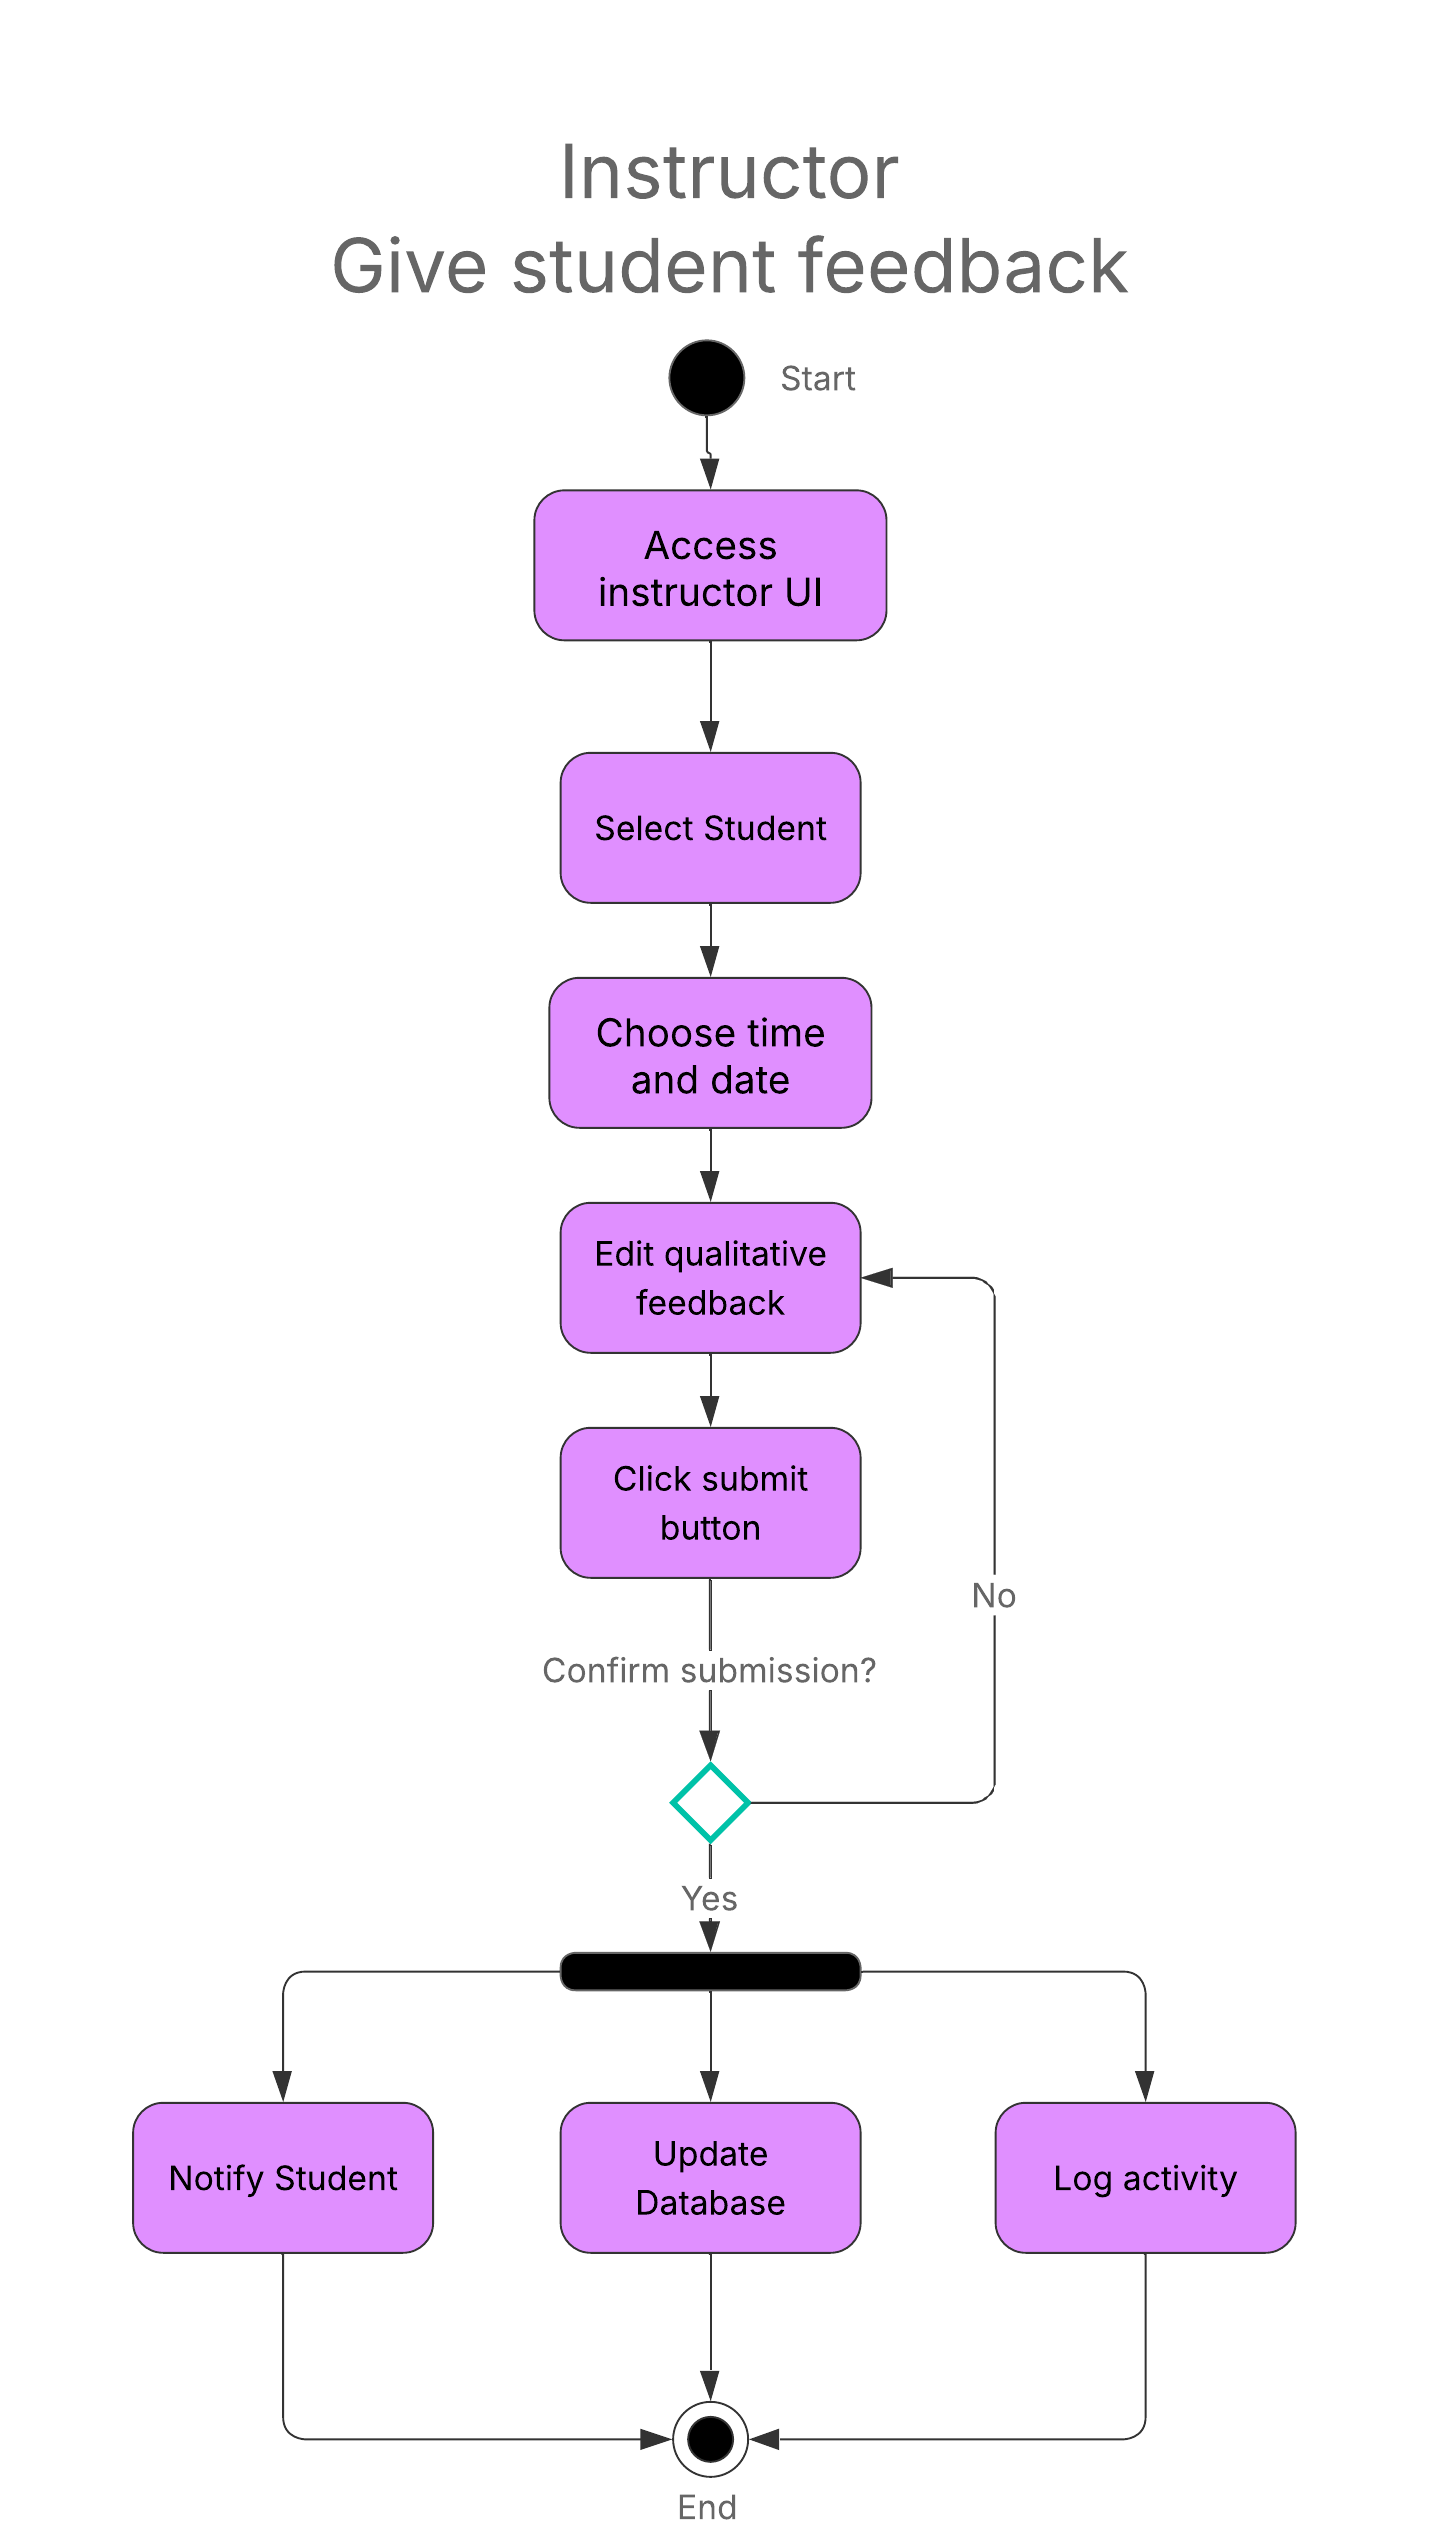 Instructor
Give student feedback
Start
Access
instructor UI
Select Student
Choose time
and date
Edit qualitative
feedback
Click submit
button
No
Confirm submission?
Yes
Notify Student
Update
Database
Log activity
End